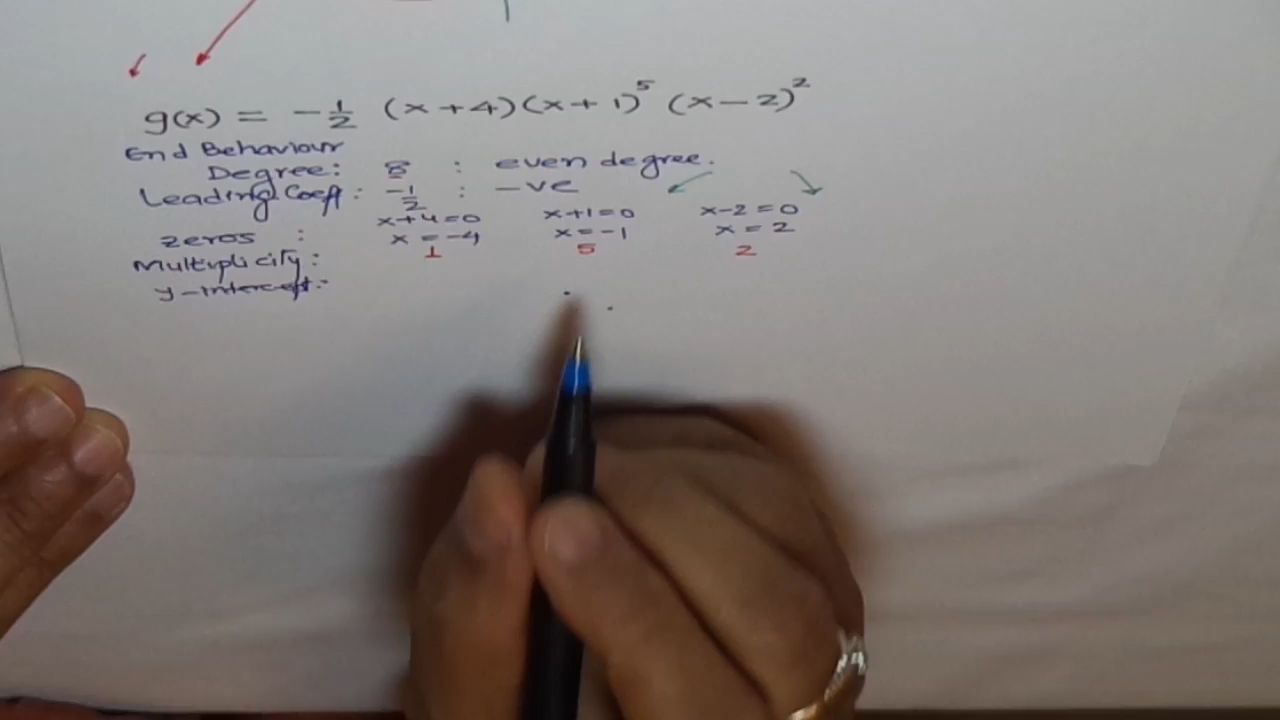 g(x) = -1/2 (x+4)(x+1)^5 (x-2)^2
End Behaviour
Degree: 8 : even degree.
Leading Coeff: -1/2 : -ve
x+4=0 x+1=0 x-2=0
zeros : x=-4 x=-1 x=2
Multiplicity: 1 5 2
y-intercept: